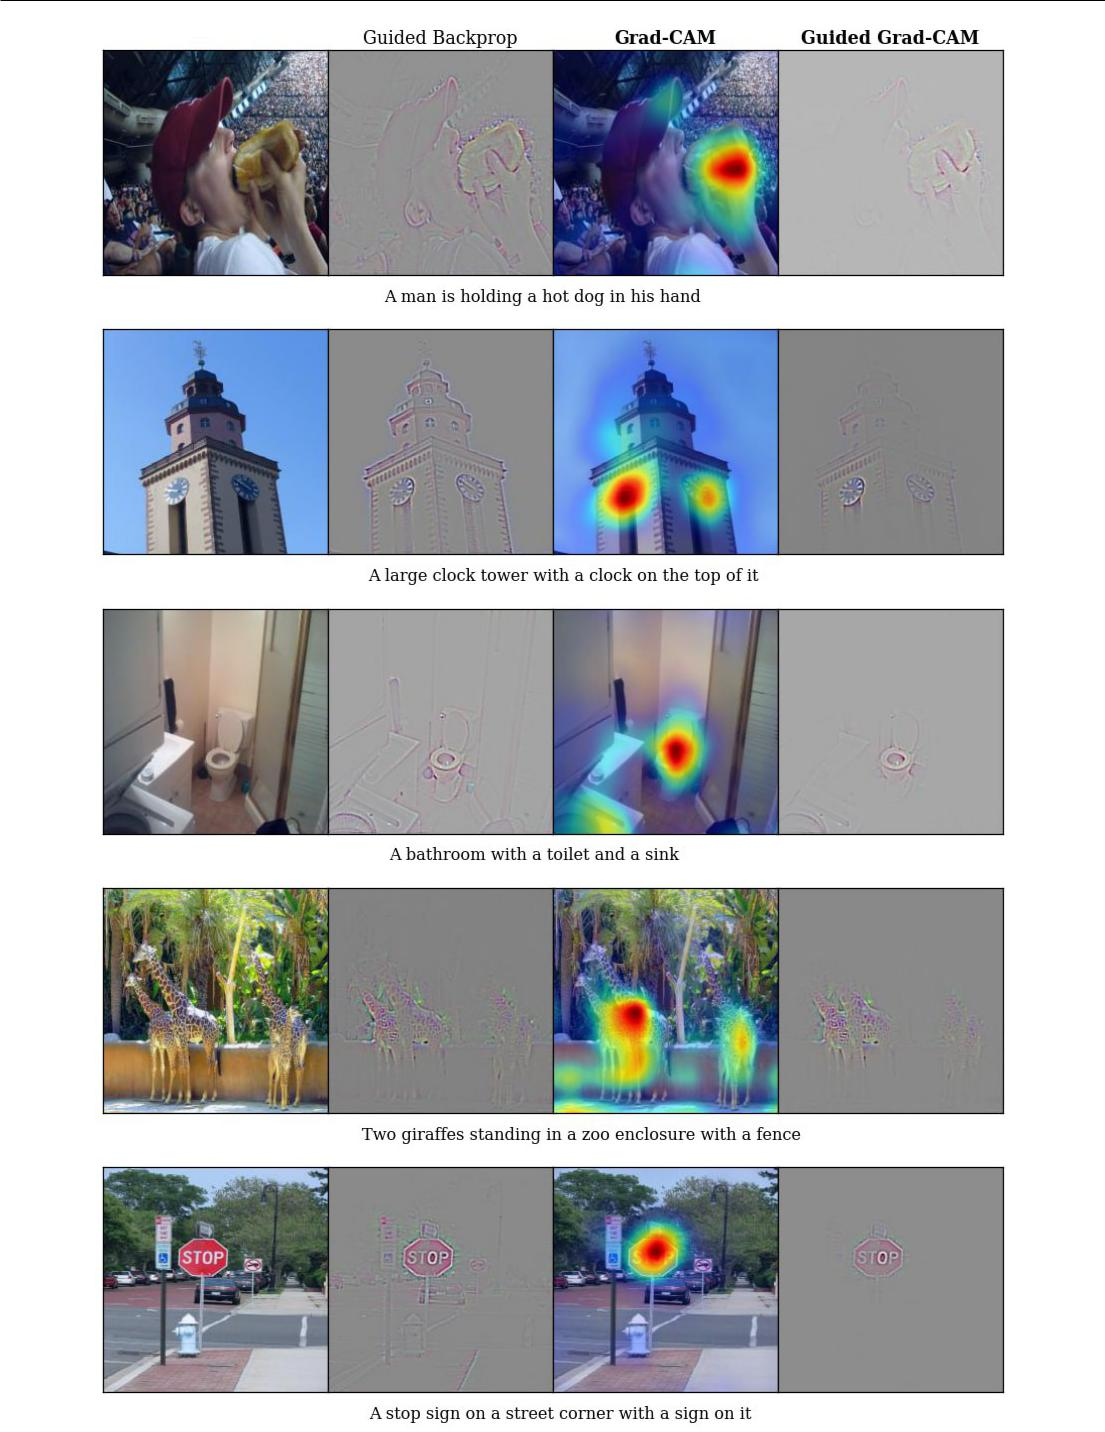 Guided Backprop Grad-CAM Guided Grad-CAM
A man is holding a hot dog in his hand
A large clock tower with a clock on the top of it
A bathroom with a toilet and a sink
Two giraffes standing in a zoo enclosure with a fence
STOP STOP STOP
A stop sign on a street corner with a sign on it